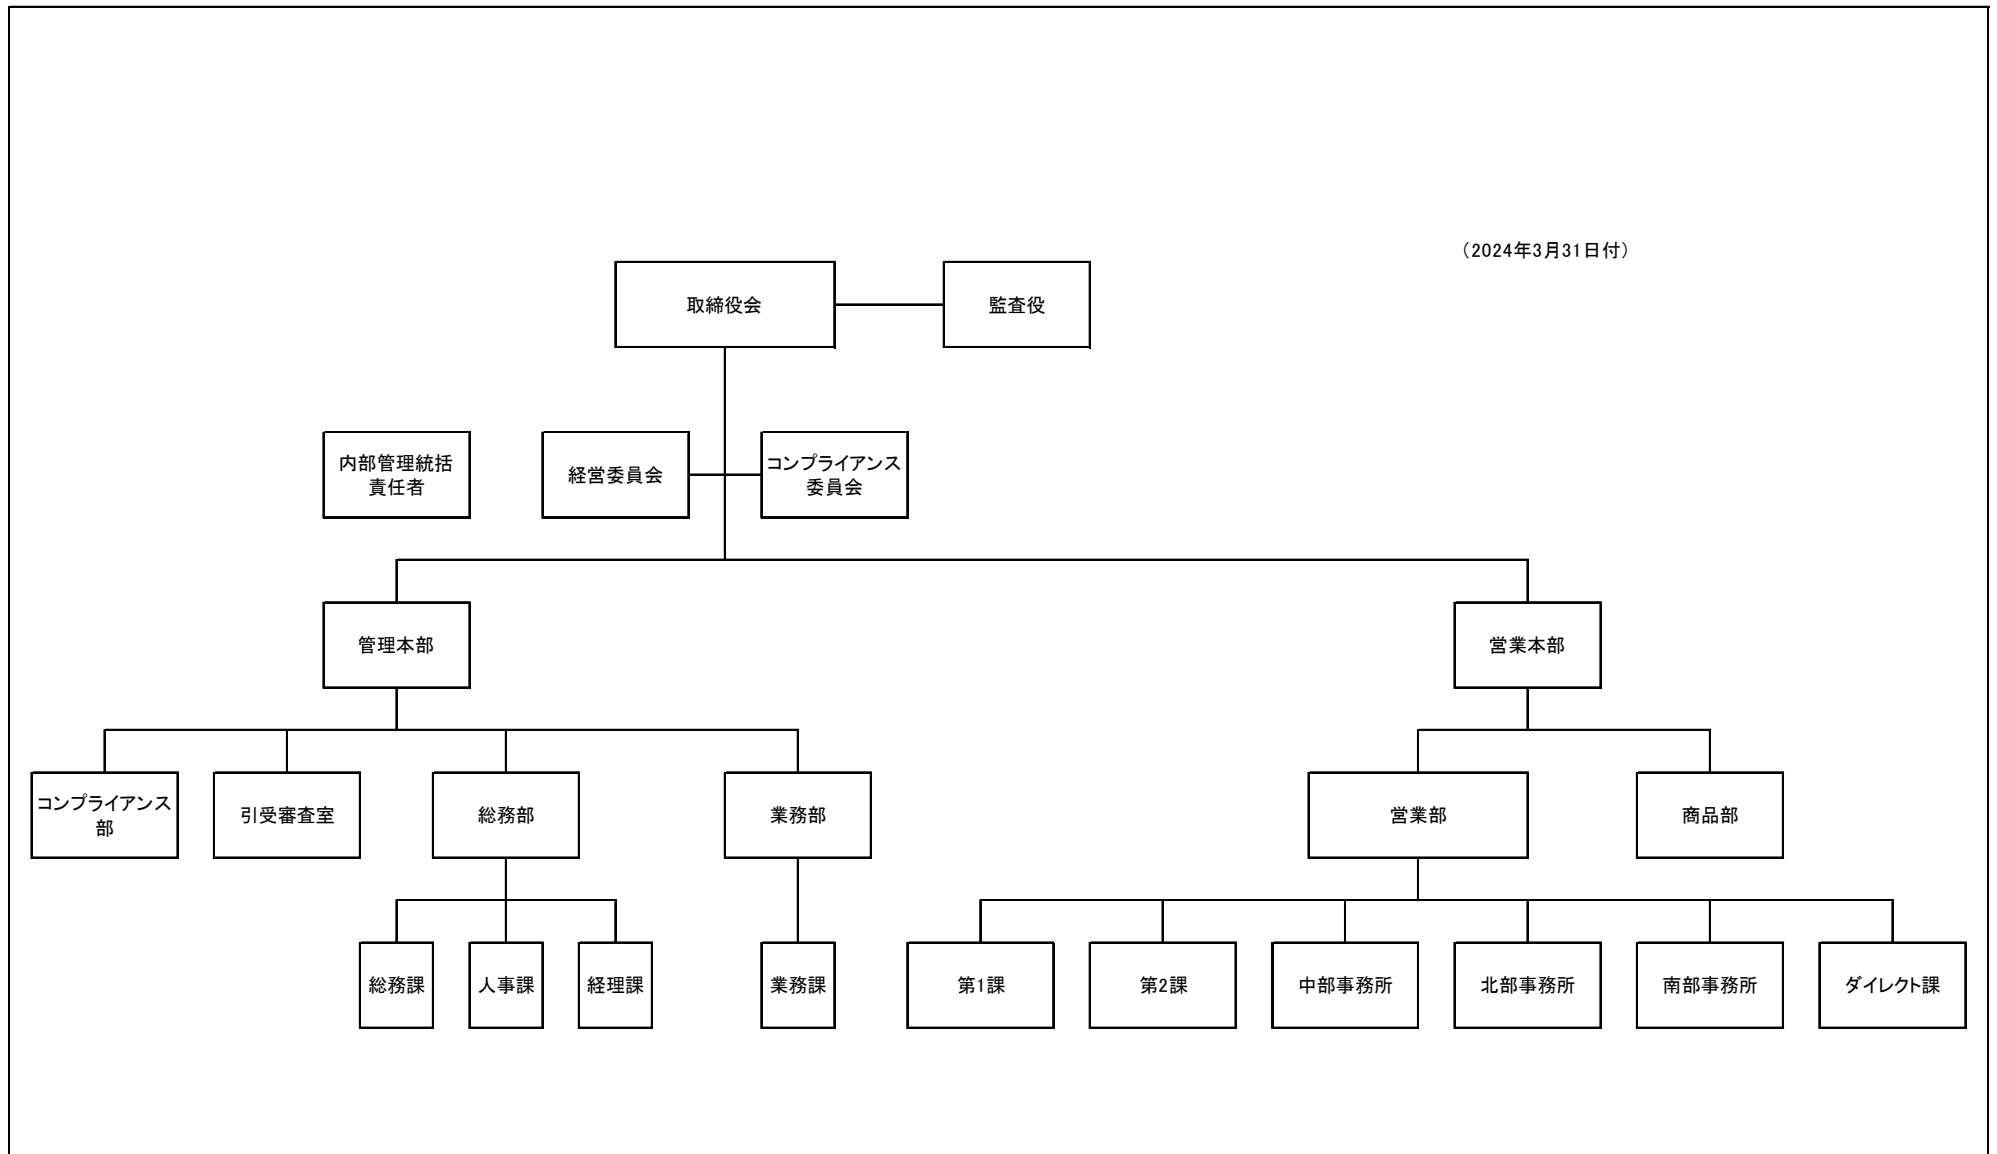 （2024年3月31日付）
取締役会
監査役
内部管理統括
責任者
経営委員会
コンプライアンス
委員会
管理本部
営業本部
コンプライアンス
部
引受審査室
総務部
業務部
営業部
商品部
総務課
人事課
経理課
業務課
第1課
第2課
中部事務所
北部事務所
南部事務所
ダイレクト課